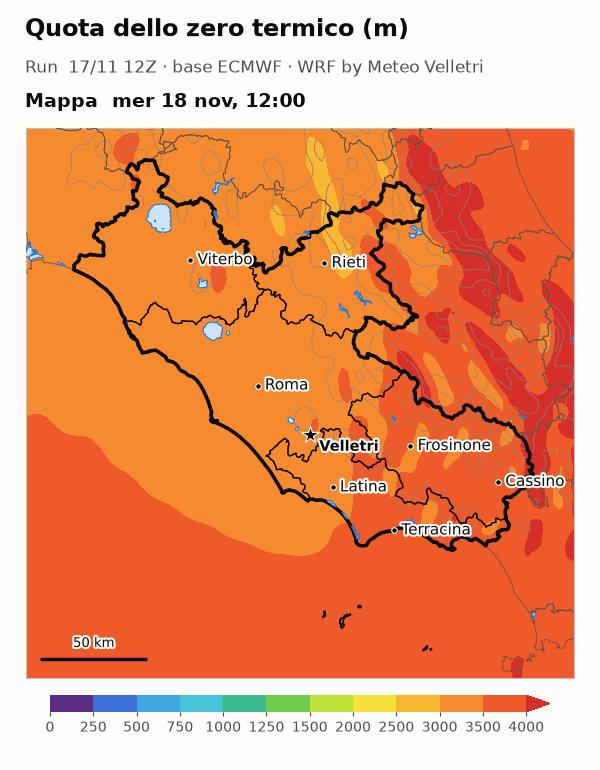 Quota dello zero termico (m)
Run  17/11 12Z · base ECMWF · WRF by Meteo Velletri
Mappa  mer 18 nov, 12:00
Viterbo
Rieti
Roma
Velletri
Frosinone
Cassino
Latina
Terracina
50 km
0 250 500 750 1000 1250 1500 2000 2500 3000 3500 4000